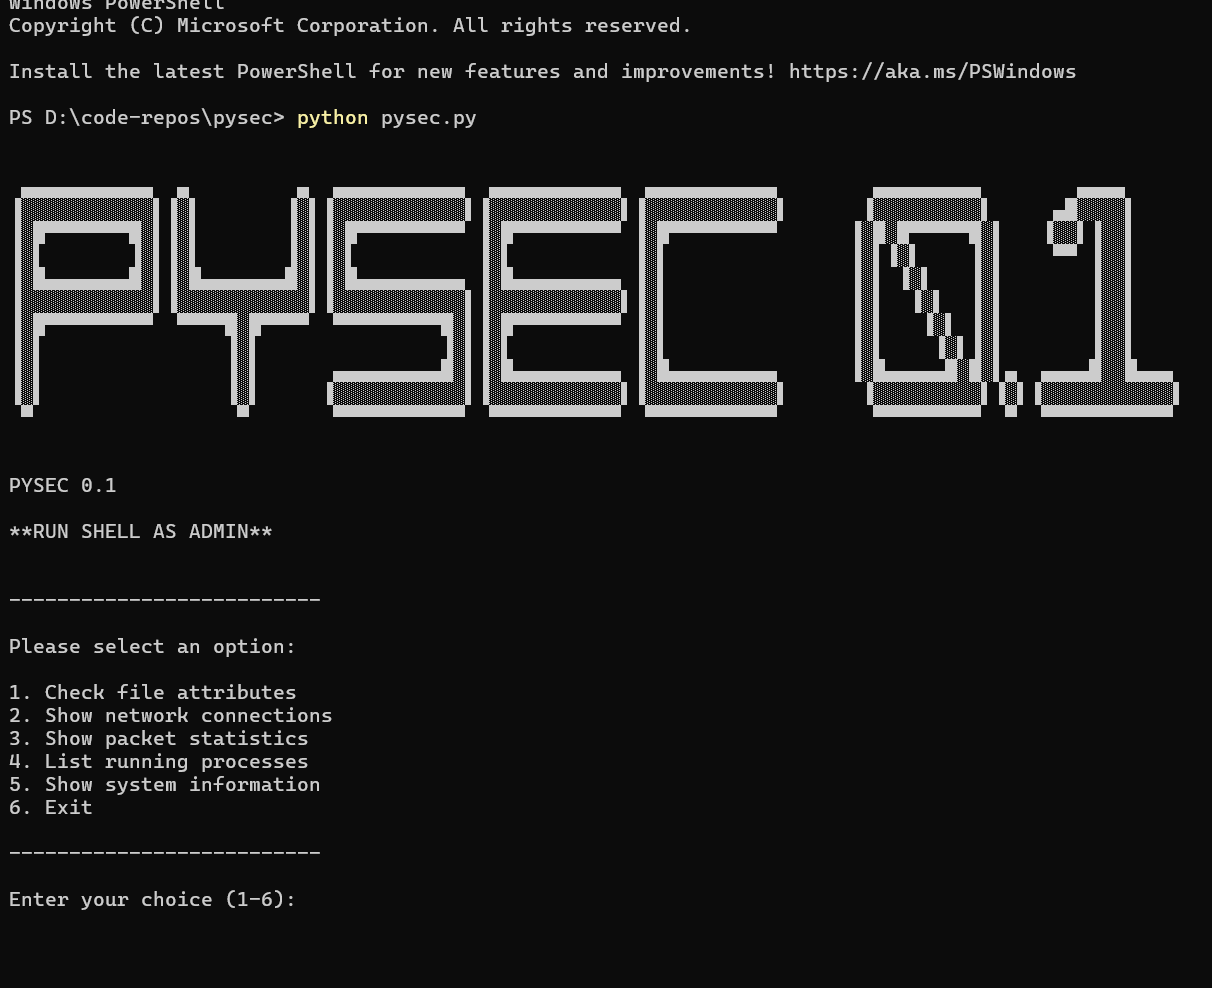 Windows PowerShell
Copyright (C) Microsoft Corporation. All rights reserved.
Install the latest PowerShell for new features and improvements! https://aka.ms/PSWindows
PS D:\code-repos\pysec> python pysec.py
PYSEC 0.1
PYSEC 0.1
**RUN SHELL AS ADMIN**
--------------------------
Please select an option:
1. Check file attributes
2. Show network connections
3. Show packet statistics
4. List running processes
5. Show system information
6. Exit
--------------------------
Enter your choice (1-6):